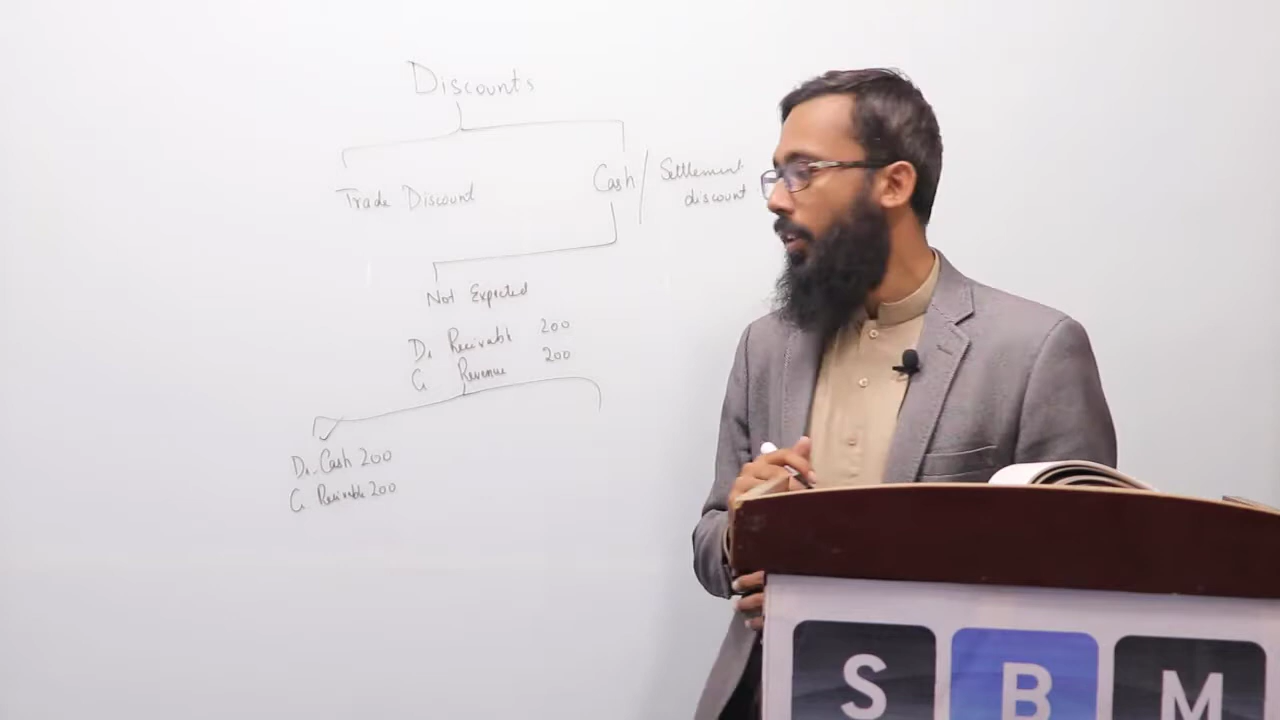 Discounts
Trade Discount
Cash / Settlement
discount
Not Expected
Dr Receivable 200
Cr Revenue 200
Dr. Cash 200
Cr Receivable 200
S B M